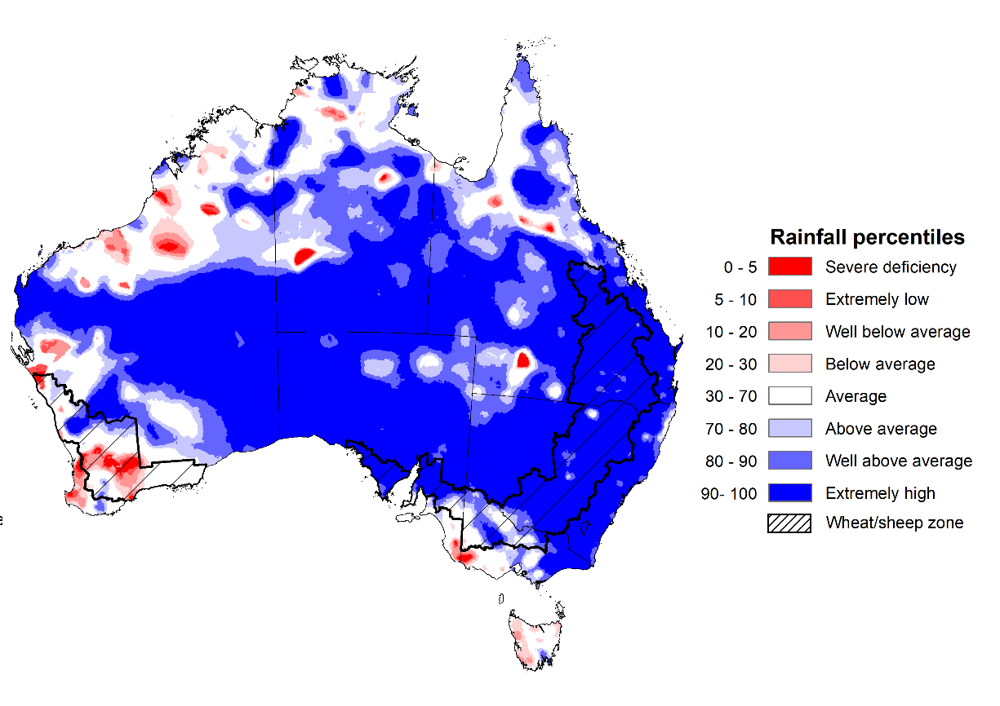 Rainfall percentiles
0 - 5 Severe deficiency
5 - 10 Extremely low
10 - 20 Well below average
20 - 30 Below average
30 - 70 Average
70 - 80 Above average
80 - 90 Well above average
90- 100 Extremely high
Wheat/sheep zone